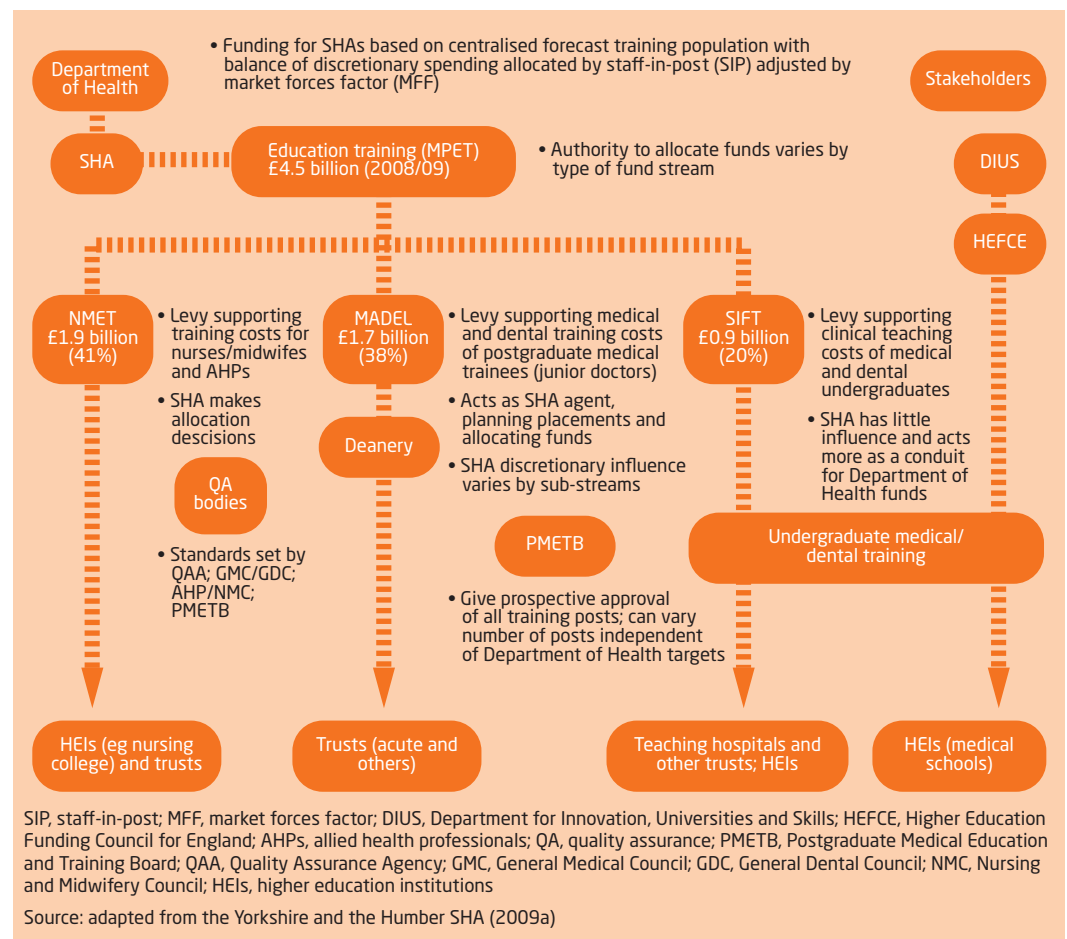 • Funding for SHAs based on centralised forecast training population with
balance of discretionary spending allocated by staff-in-post (SIP) adjusted by
market forces factor (MFF)
Department
of Health
Stakeholders
SHA
Education training (MPET)
£4.5 billion (2008/09)
• Authority to allocate funds varies by
type of fund stream
DIUS
HEFCE
NMET
£1.9 billion
(41%)
• Levy supporting
training costs for
nurses/midwifes
and AHPs
• SHA makes
allocation
descisions
QA
bodies
• Standards set by
QAA; GMC/GDC;
AHP/NMC;
PMETB
MADEL
£1.7 billion
(38%)
Deanery
• Levy supporting medical
and dental training costs
of postgraduate medical
trainees (junior doctors)
• Acts as SHA agent,
planning placements and
allocating funds
• SHA discretionary influence
varies by sub-streams
PMETB
• Give prospective approval
of all training posts; can vary
number of posts independent
of Department of Health targets
SIFT
£0.9 billion
(20%)
• Levy supporting
clinical teaching
costs of medical
and dental
undergraduates
• SHA has little
influence and acts
more as a conduit
for Department of
Health funds
Undergraduate medical/
dental training
HEIs (eg nursing
college) and trusts
Trusts (acute and
others)
Teaching hospitals and
other trusts; HEIs
HEIs (medical
schools)
SIP, staff-in-post; MFF, market forces factor; DIUS, Department for Innovation, Universities and Skills; HEFCE, Higher Education
Funding Council for England; AHPs, allied health professionals; QA, quality assurance; PMETB, Postgraduate Medical Education
and Training Board; QAA, Quality Assurance Agency; GMC, General Medical Council; GDC, General Dental Council; NMC, Nursing
and Midwifery Council; HEIs, higher education institutions
Source: adapted from the Yorkshire and the Humber SHA (2009a)